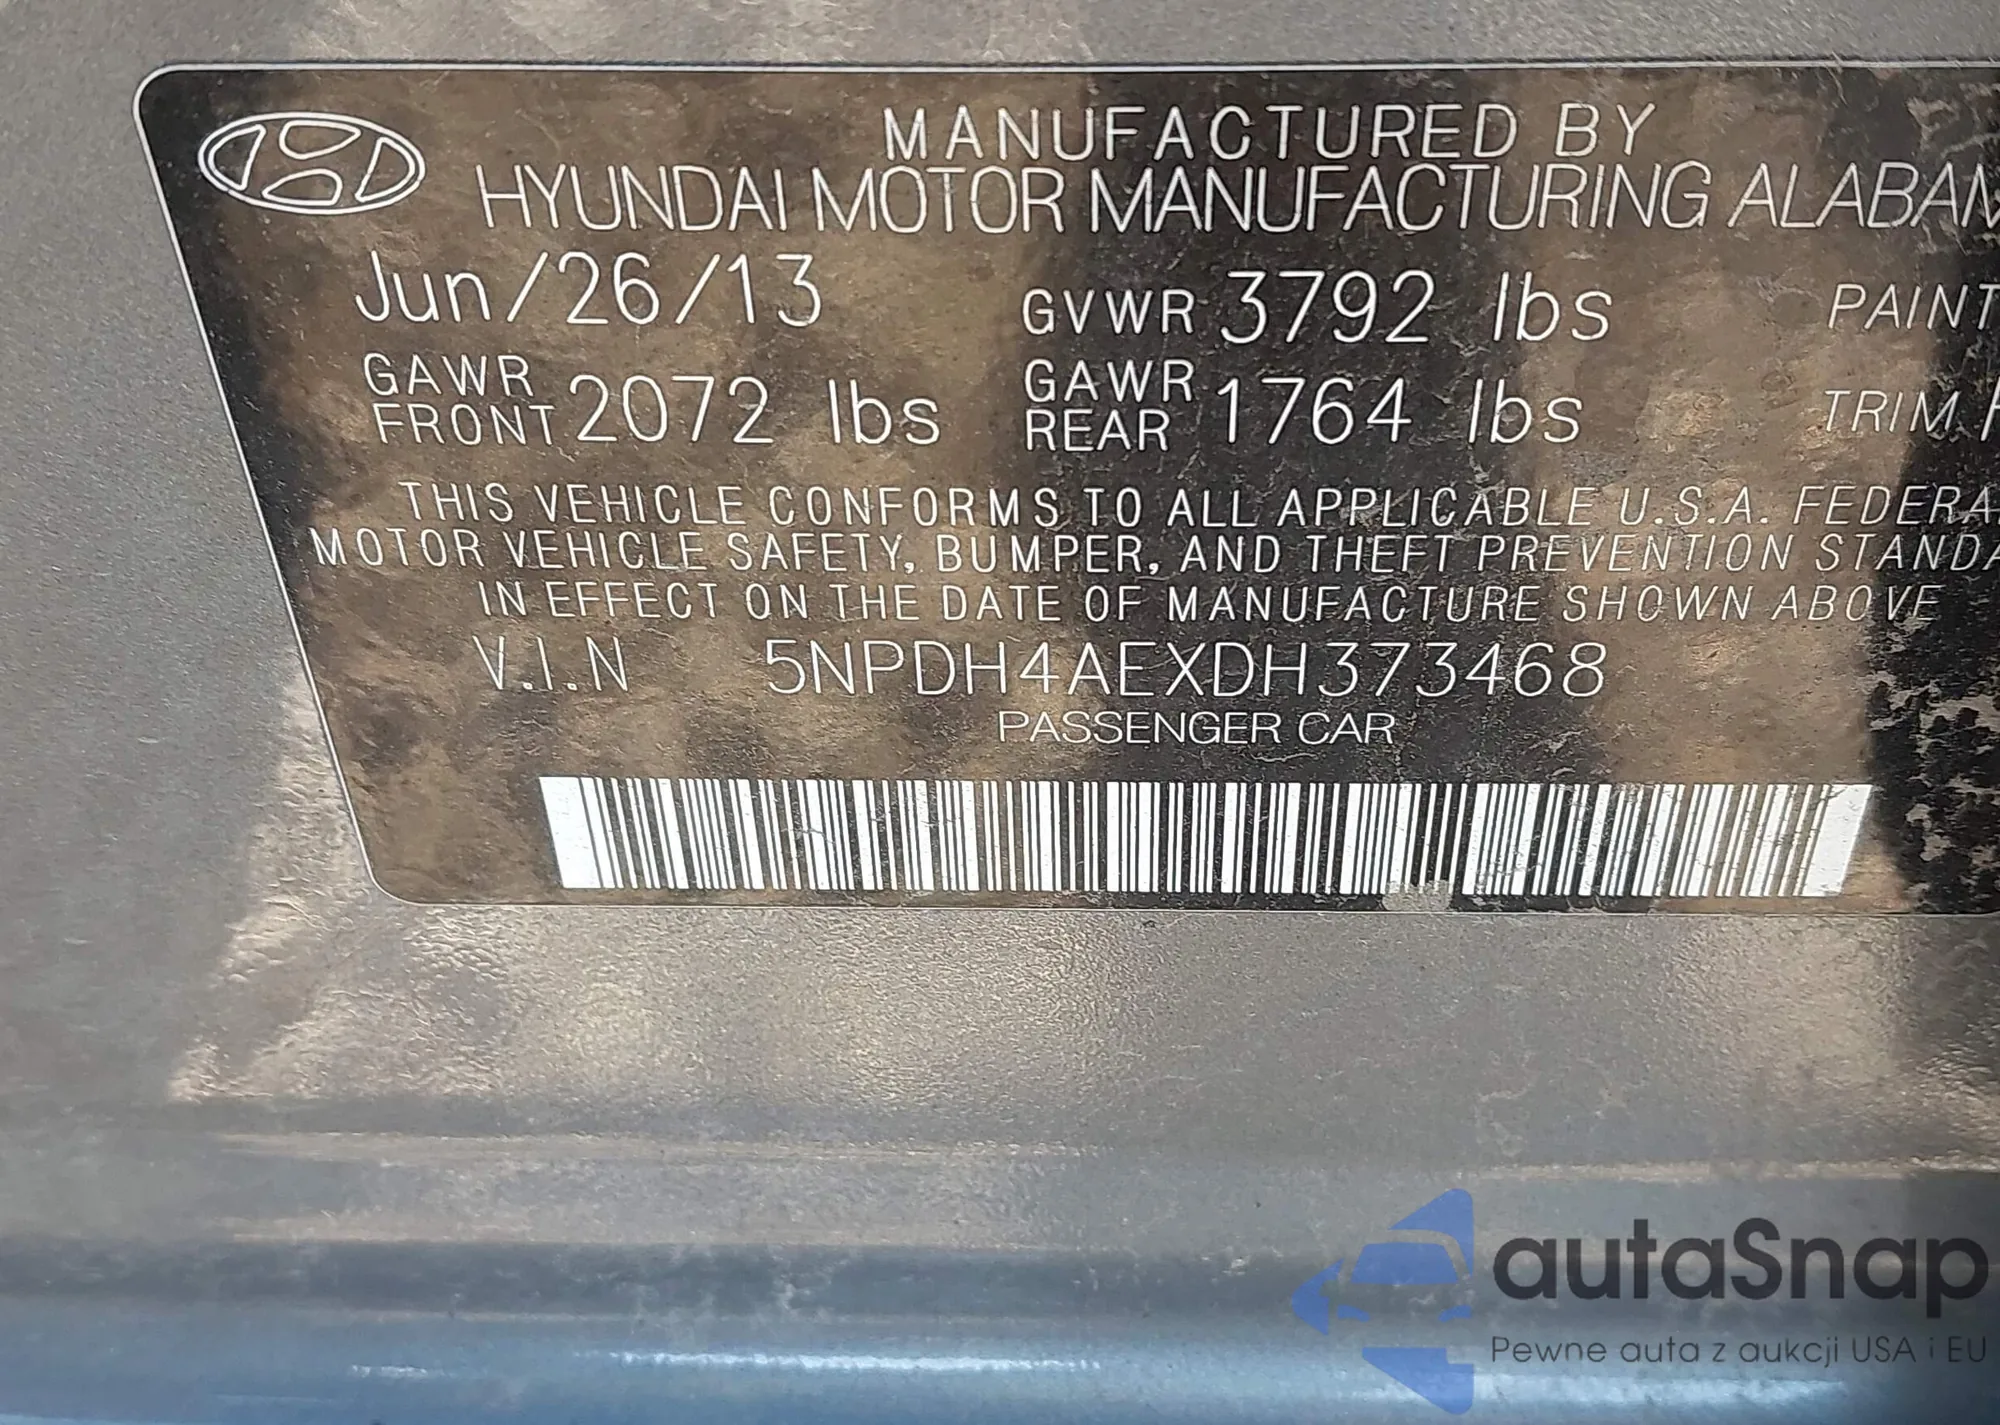 MANUFACTURED BY
HYUNDAI MOTOR MANUFACTURING ALABAM
Jun/26/13 GVWR 3792 lbs PAINT
GAWR FRONT 2072 lbs GAWR REAR 1764 lbs TRIM
THIS VEHICLE CONFORMS TO ALL APPLICABLE U.S.A. FEDERA
MOTOR VEHICLE SAFETY, BUMPER, AND THEFT PREVENTION STANDA
IN EFFECT ON THE DATE OF MANUFACTURE SHOWN ABOVE
V.I.N 5NPDH4AEXDH373468
PASSENGER CAR
autaSnap
Pewne auta z aukcji USA i EU